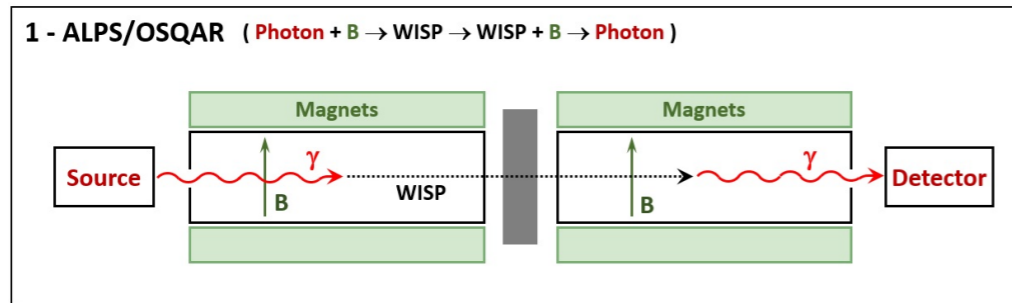 1 - ALPS/OSQAR ( Photon + B → WISP → WISP + B → Photon )
Magnets Magnets
Source γ B WISP B γ Detector